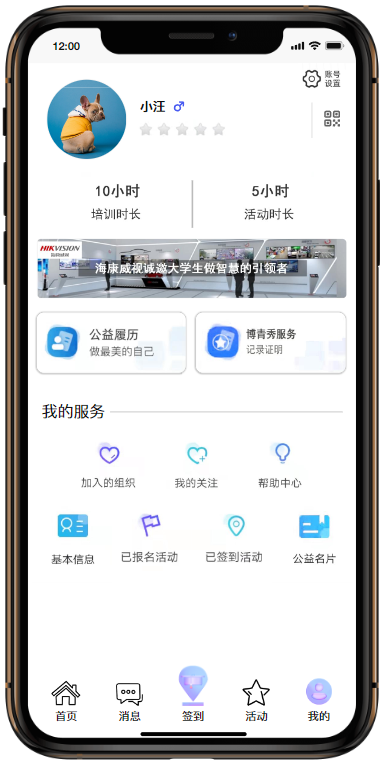 12:00
账号
设置
小汪
10小时
5小时
培训时长
活动时长
HIKVISION
海康威视
海康威视诚邀大学生做智慧的引领者
公益履历
做最美的自己
博青秀服务
记录证明
我的服务
加入的组织
我的关注
帮助中心
基本信息
已报名活动
已签到活动
公益名片
首页
消息
签到
活动
我的